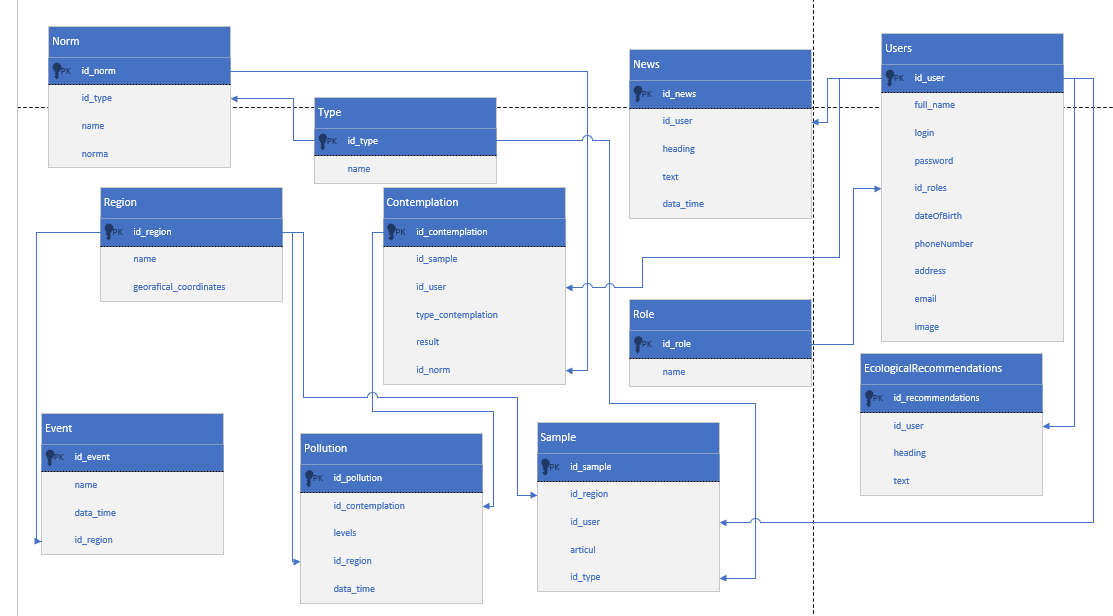 Norm
PK id_norm
id_type
name
norma
Type
PK id_type
name
News
PK id_news
id_user
heading
text
data_time
Users
PK id_user
full_name
login
password
id_roles
dateOfBirth
phoneNumber
address
email
image
Region
PK id_region
name
georafical_coordinates
Contemplation
PK id_contemplation
id_sample
id_user
type_contemplation
result
id_norm
Role
PK id_role
name
EcologicalRecommendations
PK id_recommendations
id_user
heading
text
Event
PK id_event
name
data_time
id_region
Pollution
PK id_pollution
id_contemplation
levels
id_region
data_time
Sample
PK id_sample
id_region
id_user
articul
id_type